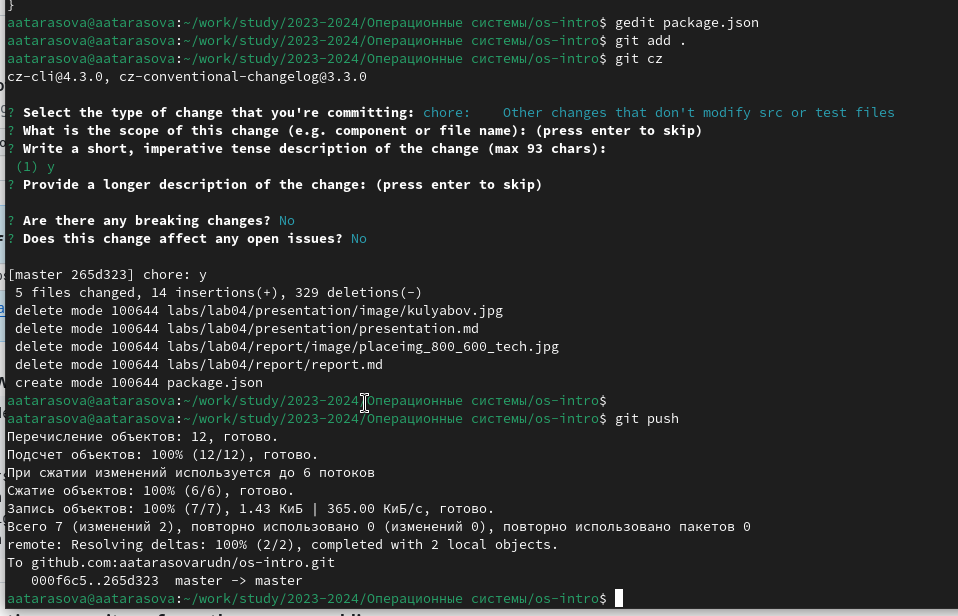 }
aatarasova@aatarasova:~/work/study/2023-2024/Операционные системы/os-intro$ gedit package.json
aatarasova@aatarasova:~/work/study/2023-2024/Операционные системы/os-intro$ git add .
aatarasova@aatarasova:~/work/study/2023-2024/Операционные системы/os-intro$ git cz
cz-cli@4.3.0, cz-conventional-changelog@3.3.0
? Select the type of change that you're committing: chore:    Other changes that don't modify src or test files
? What is the scope of this change (e.g. component or file name): (press enter to skip)
? Write a short, imperative tense description of the change (max 93 chars):
 (1) y
? Provide a longer description of the change: (press enter to skip)
? Are there any breaking changes? No
? Does this change affect any open issues? No
[master 265d323] chore: y
 5 files changed, 14 insertions(+), 329 deletions(-)
 delete mode 100644 labs/lab04/presentation/image/kulyabov.jpg
 delete mode 100644 labs/lab04/presentation/presentation.md
 delete mode 100644 labs/lab04/report/image/placeimg_800_600_tech.jpg
 delete mode 100644 labs/lab04/report/report.md
 create mode 100644 package.json
aatarasova@aatarasova:~/work/study/2023-2024/Операционные системы/os-intro$
aatarasova@aatarasova:~/work/study/2023-2024/Операционные системы/os-intro$ git push
Перечисление объектов: 12, готово.
Подсчет объектов: 100% (12/12), готово.
При сжатии изменений используется до 6 потоков
Сжатие объектов: 100% (6/6), готово.
Запись объектов: 100% (7/7), 1.43 КиБ | 365.00 КиБ/с, готово.
Всего 7 (изменений 2), повторно использовано 0 (изменений 0), повторно использовано пакетов 0
remote: Resolving deltas: 100% (2/2), completed with 2 local objects.
To github.com:aatarasovarudn/os-intro.git
   000f6c5..265d323  master -> master
aatarasova@aatarasova:~/work/study/2023-2024/Операционные системы/os-intro$